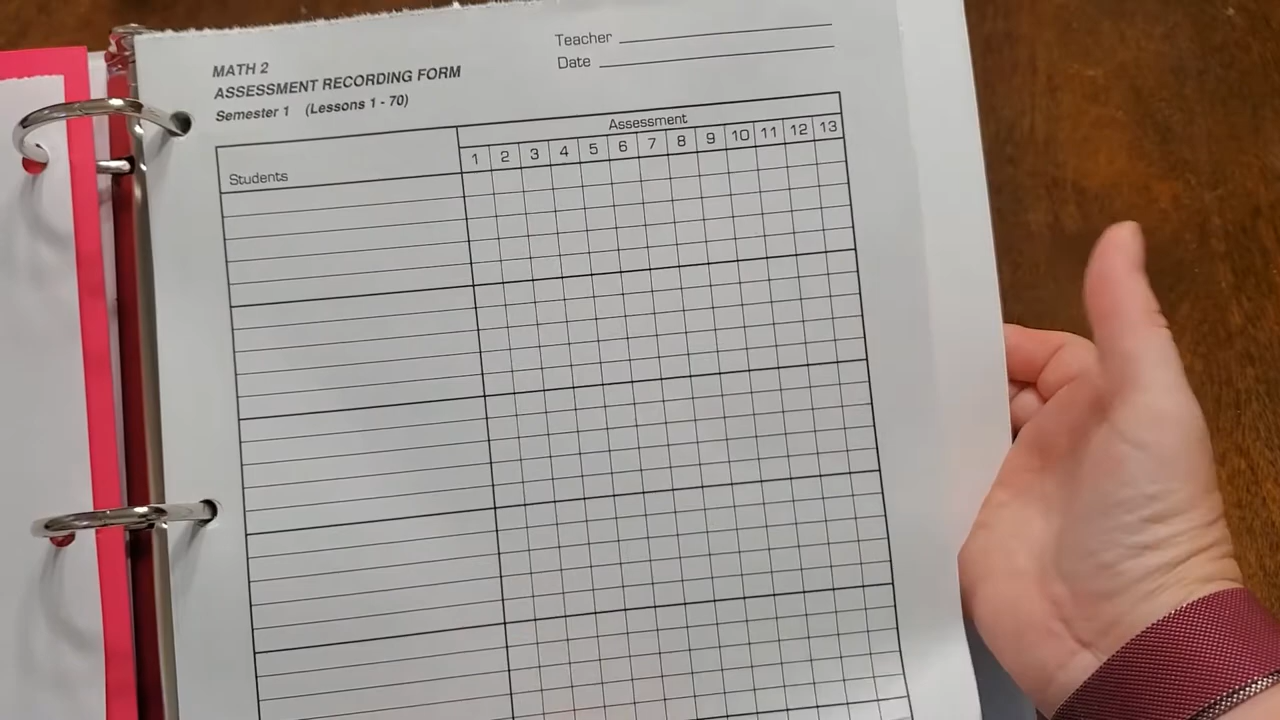 MATH 2
ASSESSMENT RECORDING FORM
Semester 1 (Lessons 1 - 70)
Teacher
Date
Assessment
Students
1 2 3 4 5 6 7 8 9 10 11 12 13